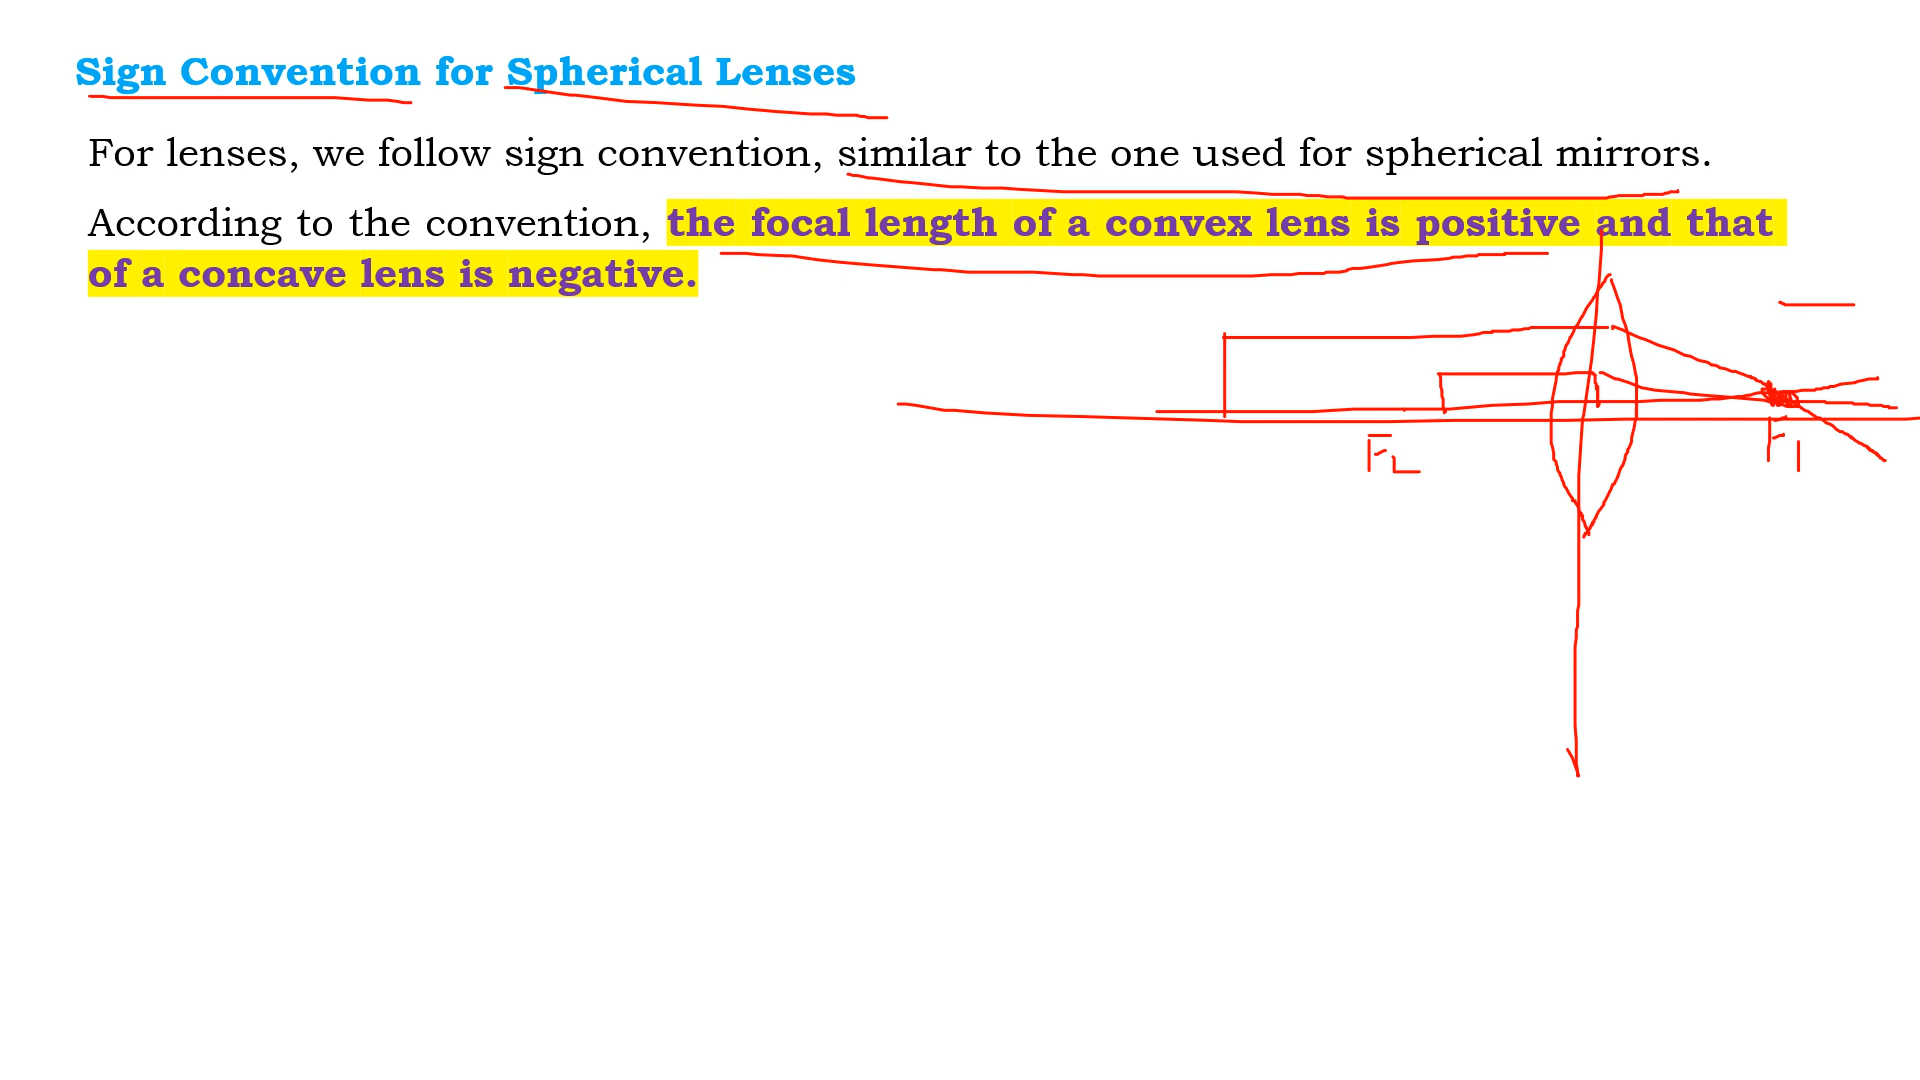 Sign Convention for Spherical Lenses
For lenses, we follow sign convention, similar to the one used for spherical mirrors.
According to the convention, the focal length of a convex lens is positive and that
of a concave lens is negative.
F2
F1